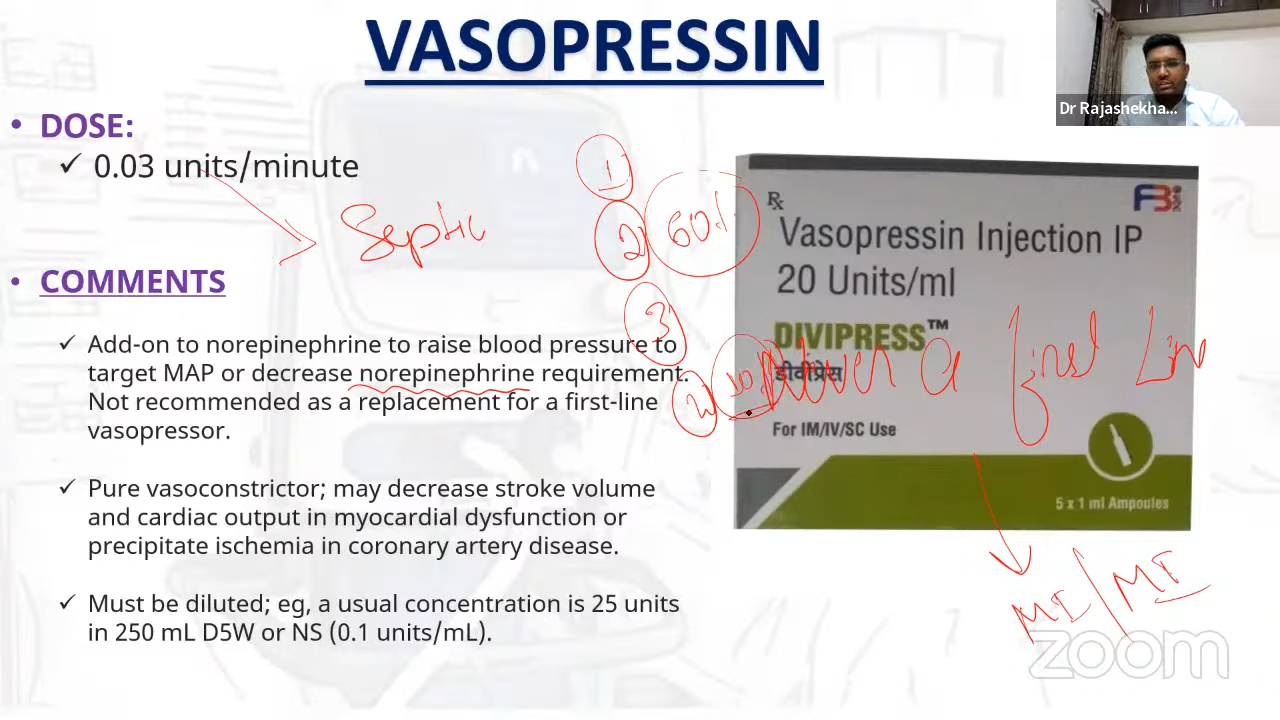 VASOPRESSIN
Dr Rajashekha...
• DOSE:
✓ 0.03 units/minute
Septic
1
2
60%
3
• COMMENTS
✓ Add-on to norepinephrine to raise blood pressure to
target MAP or decrease norepinephrine requirement.
Not recommended as a replacement for a first-line
vasopressor.
✓ Pure vasoconstrictor; may decrease stroke volume
and cardiac output in myocardial dysfunction or
precipitate ischemia in coronary artery disease.
✓ Must be diluted; eg, a usual concentration is 25 units
in 250 mL D5W or NS (0.1 units/mL).
Rx
Vasopressin Injection IP
20 Units/ml
DIVIPRESS™
डीवीप्रेस
Never a first Line
For IM/IV/SC Use
5 x 1 ml Ampoules
MI/MI
zoom